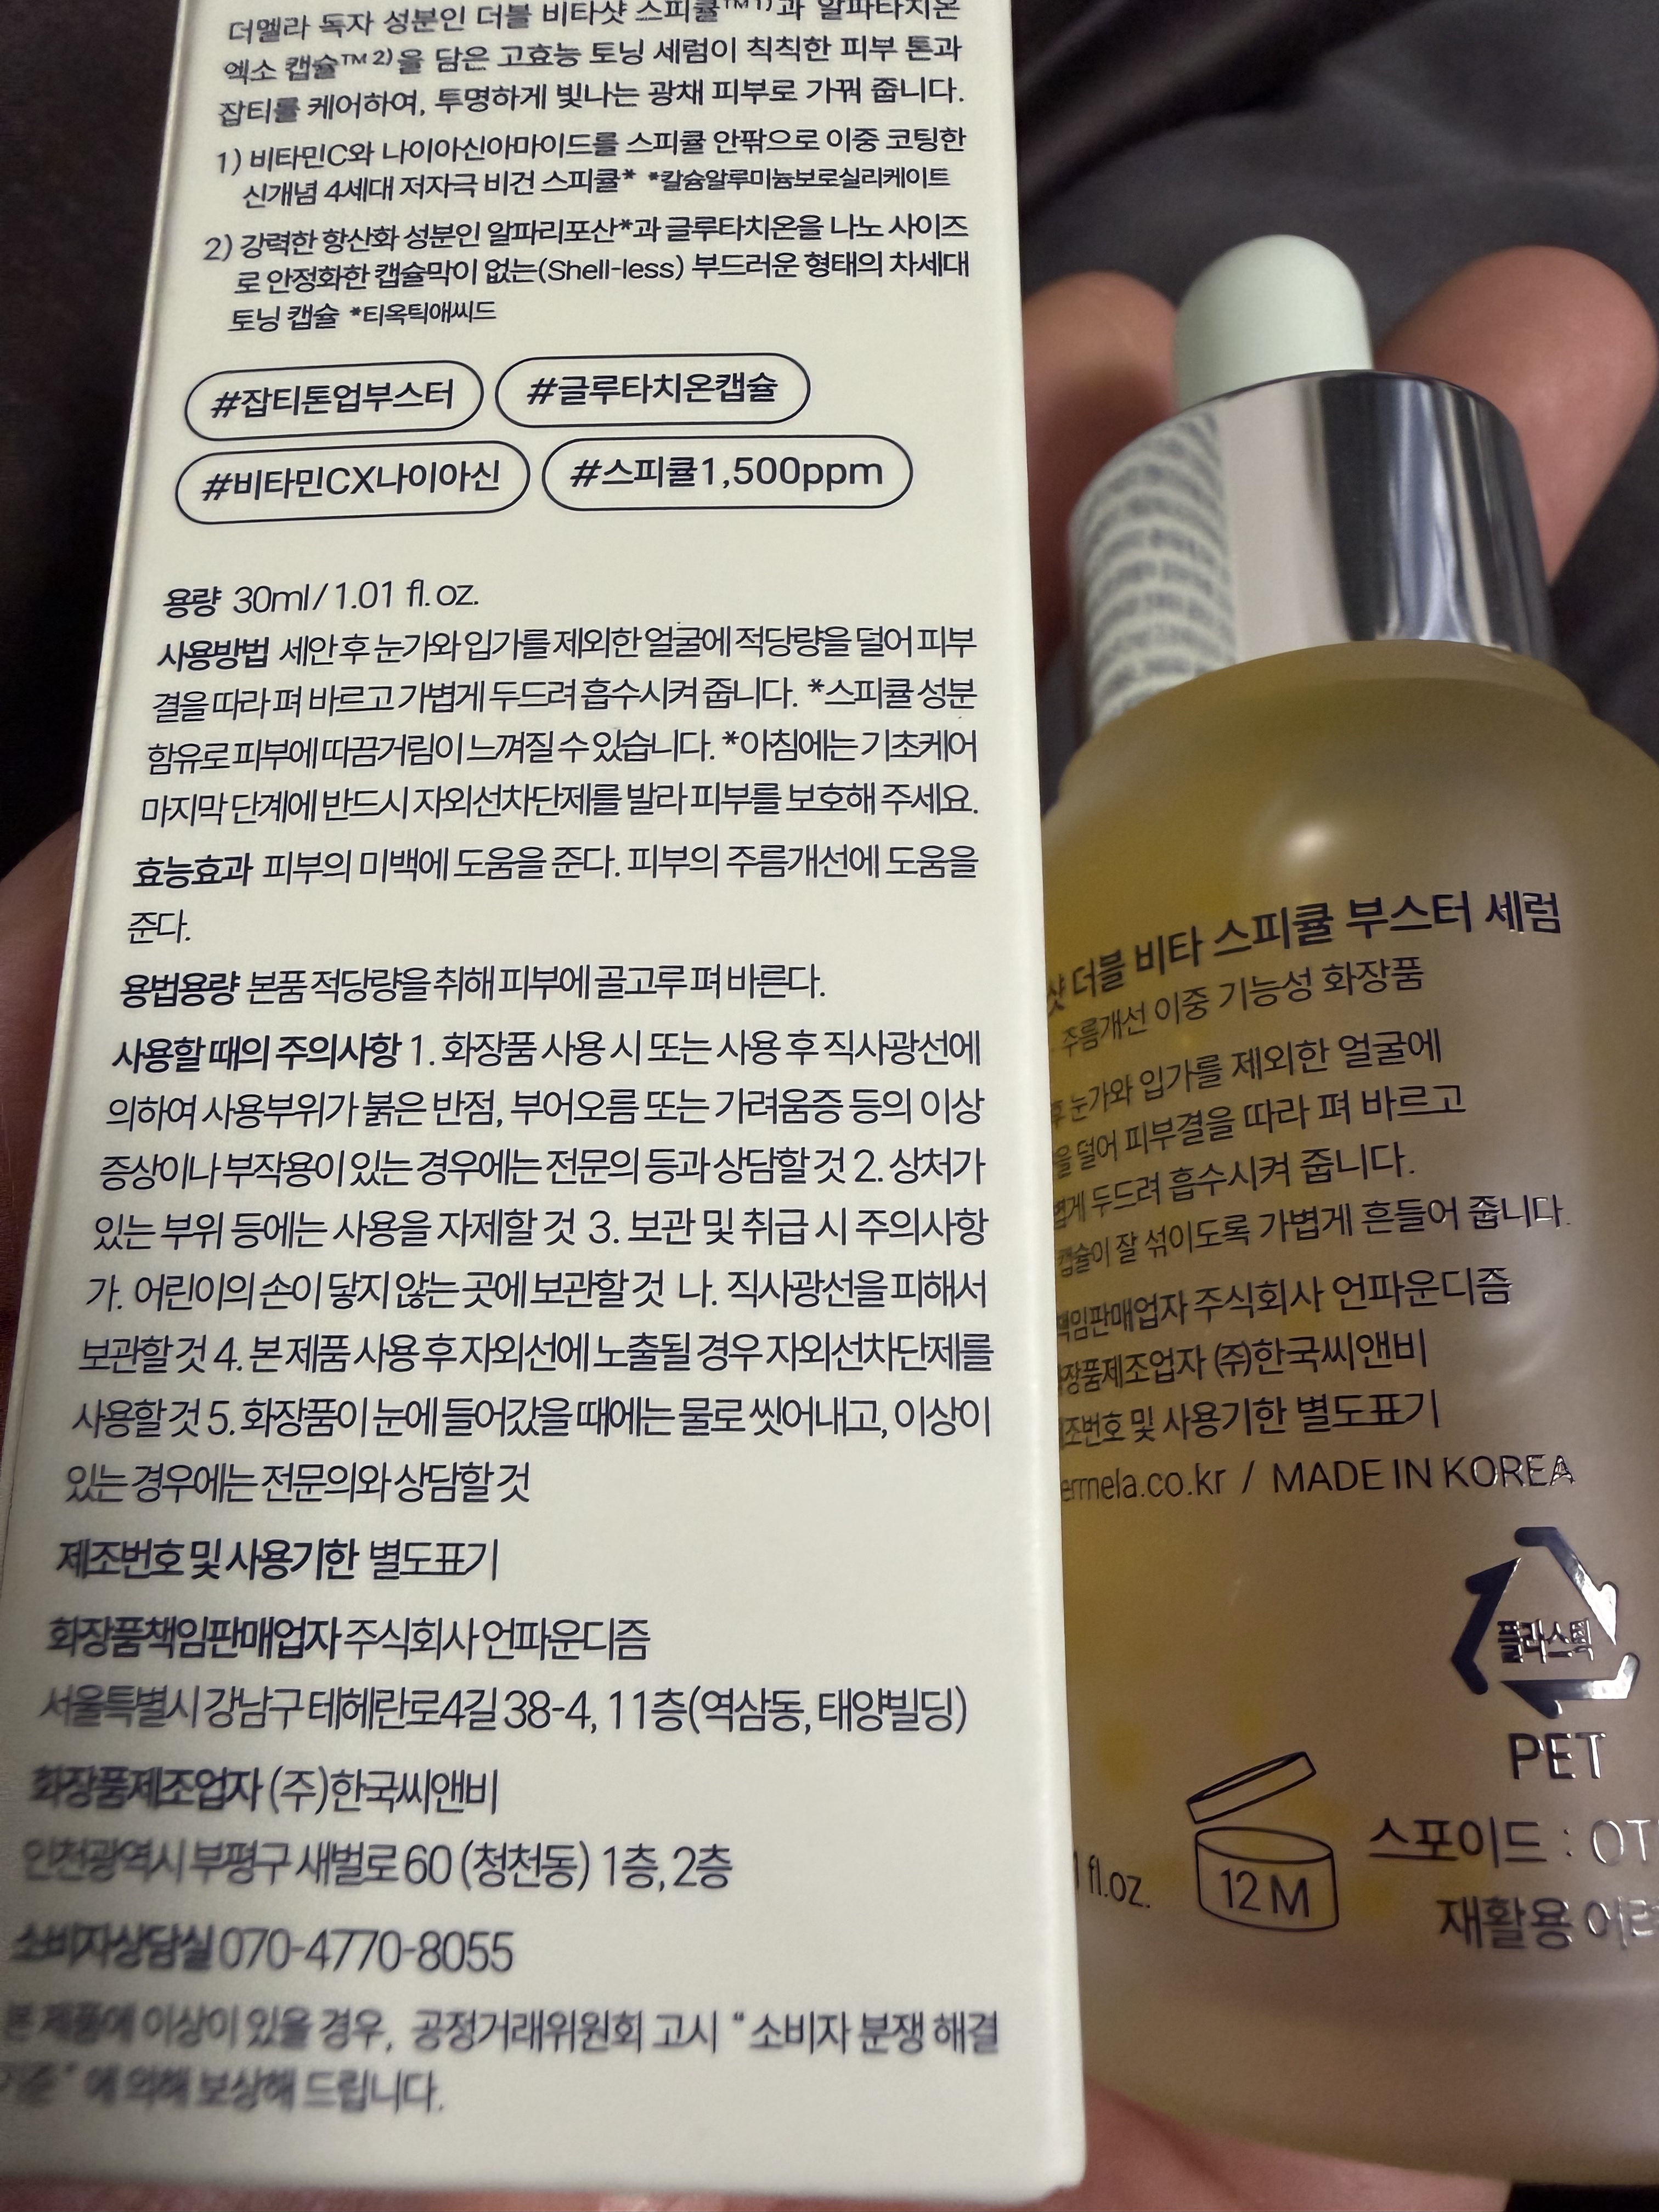 더멜라 독자 성분인 더블 비타샷 스피큘™1)과 알파타치온
엑소 캡슐™2)을 담은 고효능 토닝 세럼이 칙칙한 피부 톤과
잡티를 케어하여, 투명하게 빛나는 광채 피부로 가꿔 줍니다.
1) 비타민C와 나이아신아마이드를 스피큘 안팎으로 이중 코팅한
신개념 4세대 저자극 비건 스피큘* *칼슘알루미늄보로실리케이트
2) 강력한 항산화 성분인 알파리포산*과 글루타치온을 나노 사이즈
로 안정화한 캡슐막이 없는(Shell-less) 부드러운 형태의 차세대
토닝 캡슐 *티옥틱애씨드
#잡티톤업부스터 #글루타치온캡슐
#비타민CX나이아신 #스피큘1,500ppm
용량 30ml / 1.01 fl. oz.
사용방법 세안 후 눈가와 입가를 제외한 얼굴에 적당량을 덜어 피부
결을 따라 펴 바르고 가볍게 두드려 흡수시켜 줍니다. *스피큘 성분
함유로 피부에 따끔거림이 느껴질 수 있습니다. *아침에는 기초케어
마지막 단계에 반드시 자외선차단제를 발라 피부를 보호해 주세요.
효능효과 피부의 미백에 도움을 준다. 피부의 주름개선에 도움을
준다.
용법용량 본품 적당량을 취해 피부에 골고루 펴 바른다.
사용할 때의 주의사항 1. 화장품 사용 시 또는 사용 후 직사광선에
의하여 사용부위가 붉은 반점, 부어오름 또는 가려움증 등의 이상
증상이나 부작용이 있는 경우에는 전문의 등과 상담할 것 2. 상처가
있는 부위 등에는 사용을 자제할 것 3. 보관 및 취급 시 주의사항
가. 어린이의 손이 닿지 않는 곳에 보관할 것 나. 직사광선을 피해서
보관할 것 4. 본 제품 사용 후 자외선에 노출될 경우 자외선차단제를
사용할 것 5. 화장품이 눈에 들어갔을 때에는 물로 씻어내고, 이상이
있는 경우에는 전문의와 상담할 것
제조번호 및 사용기한 별도표기
화장품책임판매업자 주식회사 언파운디즘
서울특별시 강남구 테헤란로4길 38-4, 11층(역삼동, 태양빌딩)
화장품제조업자 (주)한국씨앤비
인천광역시 부평구 새벌로 60 (청천동) 1층, 2층
소비자상담실 070-4770-8055
본 제품에 이상이 있을 경우, 공정거래위원회 고시 "소비자 분쟁 해결
기준"에 의해 보상해 드립니다.
샷 더블 비타 스피큘 부스터 세럼
주름개선 이중 기능성 화장품
후 눈가와 입가를 제외한 얼굴에
을 덜어 피부결을 따라 펴 바르고
볍게 두드려 흡수시켜 줍니다.
캡슐이 잘 섞이도록 가볍게 흔들어 줍니다.
책임판매업자 주식회사 언파운디즘
장품제조업자 (주)한국씨앤비
조번호 및 사용기한 별도표기
ermela.co.kr / MADE IN KOREA
플라스틱
PET
스포이드 : OT
재활용 어려
fl.oz.
12 M